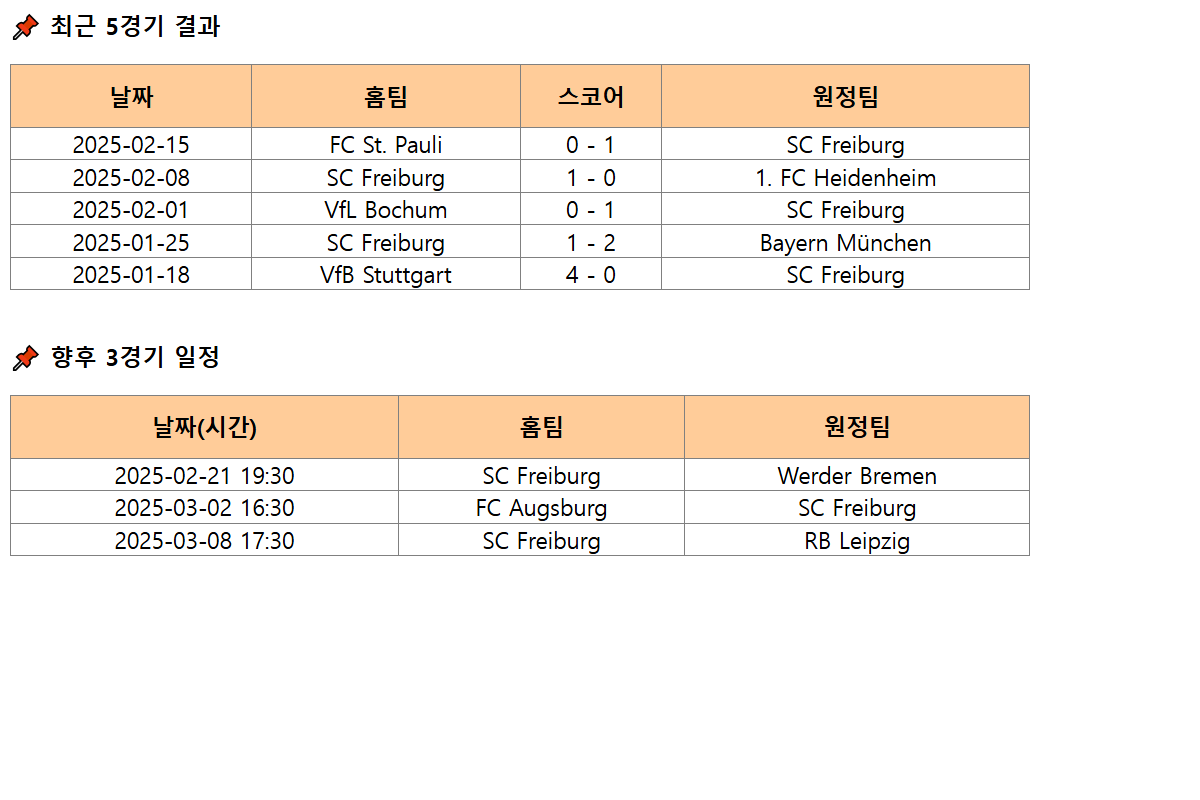 📌 최근 5경기 결과
날짜 홈팀 스코어 원정팀
2025-02-15 FC St. Pauli 0 - 1 SC Freiburg
2025-02-08 SC Freiburg 1 - 0 1. FC Heidenheim
2025-02-01 VfL Bochum 0 - 1 SC Freiburg
2025-01-25 SC Freiburg 1 - 2 Bayern München
2025-01-18 VfB Stuttgart 4 - 0 SC Freiburg
📌 향후 3경기 일정
날짜(시간) 홈팀 원정팀
2025-02-21 19:30 SC Freiburg Werder Bremen
2025-03-02 16:30 FC Augsburg SC Freiburg
2025-03-08 17:30 SC Freiburg RB Leipzig